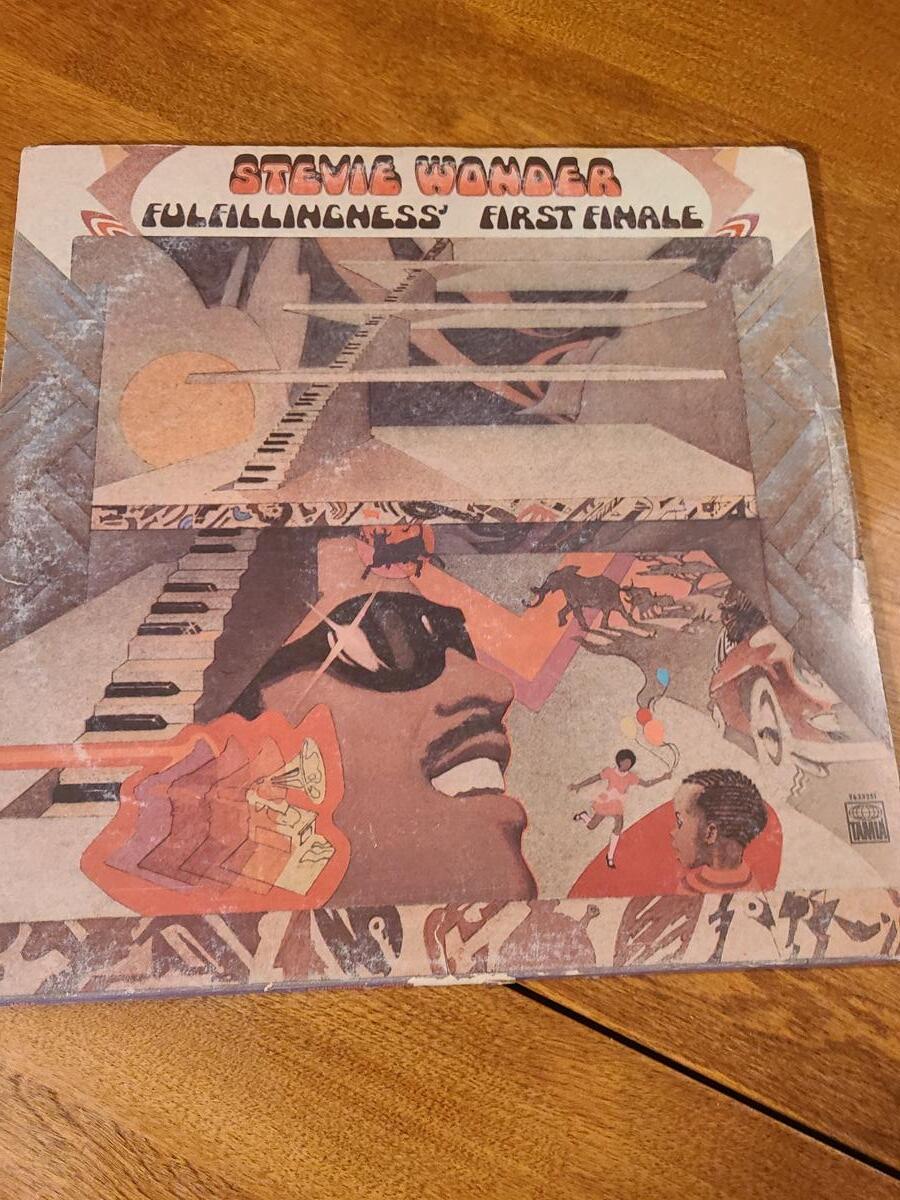 STEVIE WONDER
FULFILLINGNESS' FIRST FINALE
TAMLA